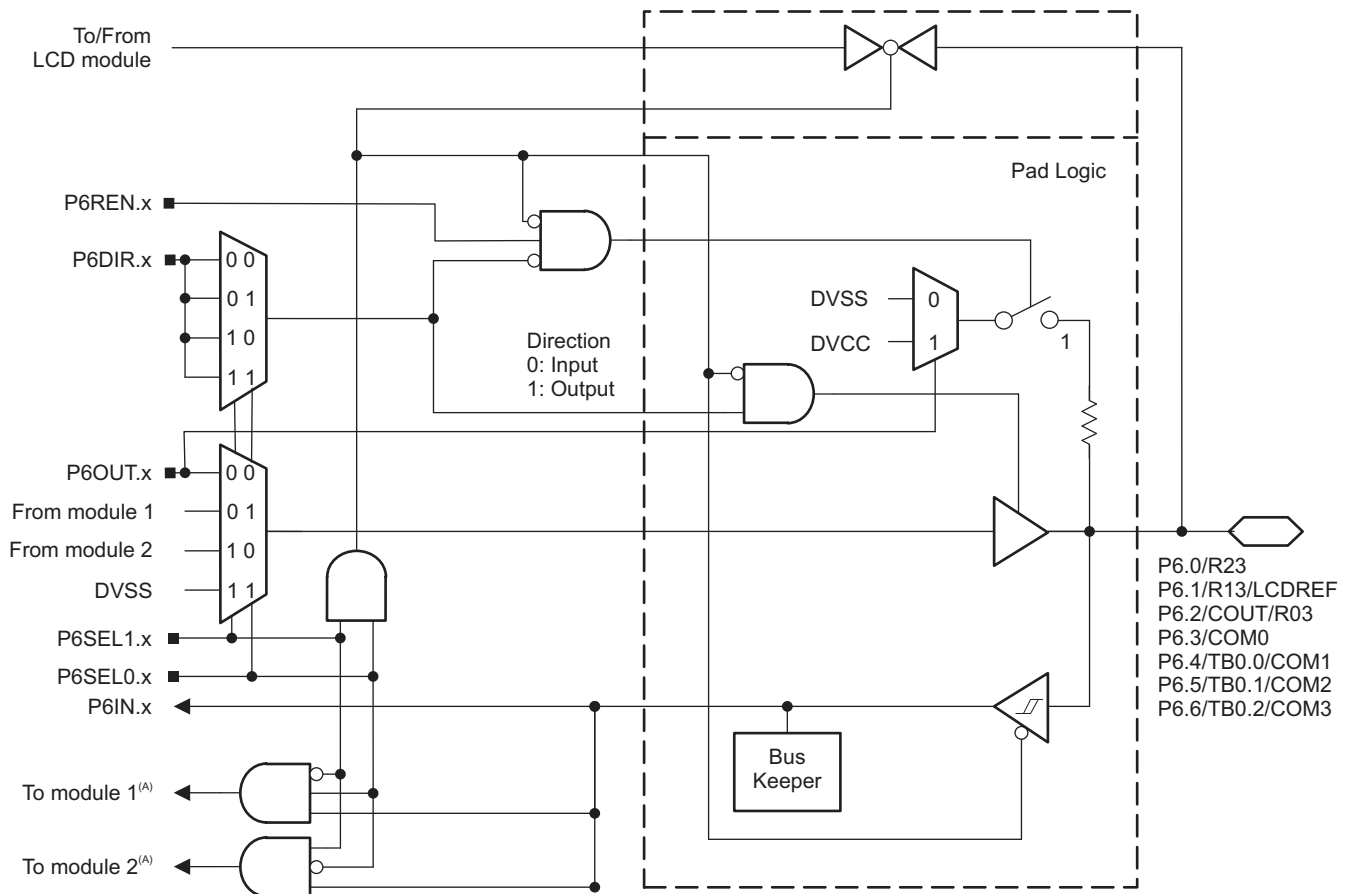 To/From
LCD module
Pad Logic
P6REN.x
P6DIR.x
0 0
0 1
1 0
1 1
Direction
0: Input
1: Output
DVSS
DVCC
0
1
1
P6OUT.x
From module 1
From module 2
DVSS
0 0
0 1
1 0
1 1
P6SEL1.x
P6SEL0.x
P6IN.x
Bus
Keeper
To module 1(A)
To module 2(A)
P6.0/R23
P6.1/R13/LCDREF
P6.2/COUT/R03
P6.3/COM0
P6.4/TB0.0/COM1
P6.5/TB0.1/COM2
P6.6/TB0.2/COM3